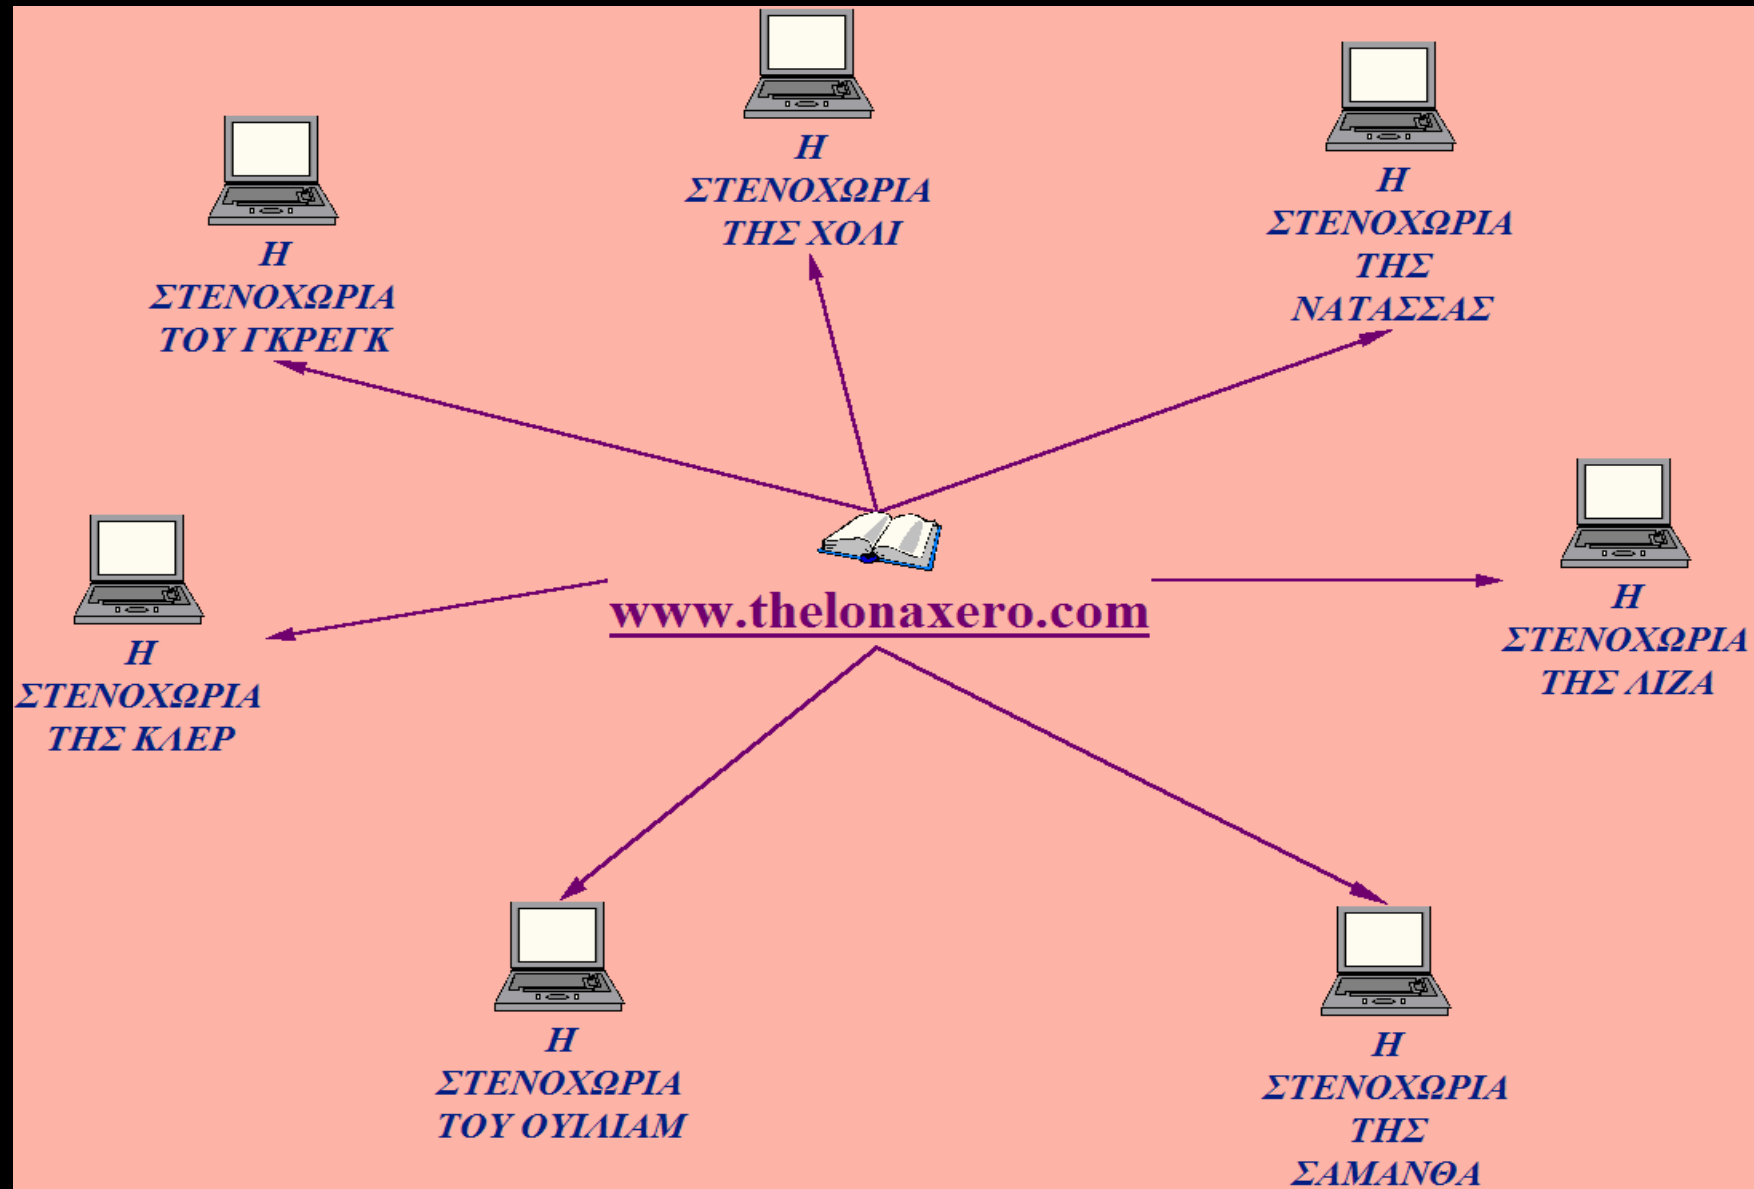 Η
ΣΤΕΝΟΧΩΡΙΑ
ΤΗΣ ΧΟΛΙ
Η
ΣΤΕΝΟΧΩΡΙΑ
ΤΗΣ
ΝΑΤΑΣΣΑΣ
Η
ΣΤΕΝΟΧΩΡΙΑ
ΤΟΥ ΓΚΡΕΓΚ
www.thelonaxero.com
Η
ΣΤΕΝΟΧΩΡΙΑ
ΤΗΣ ΛΙΖΑ
Η
ΣΤΕΝΟΧΩΡΙΑ
ΤΗΣ ΚΛΕΡ
Η
ΣΤΕΝΟΧΩΡΙΑ
ΤΟΥ ΟΥΙΛΙΑΜ
Η
ΣΤΕΝΟΧΩΡΙΑ
ΤΗΣ
ΣΑΜΑΝΘΑ